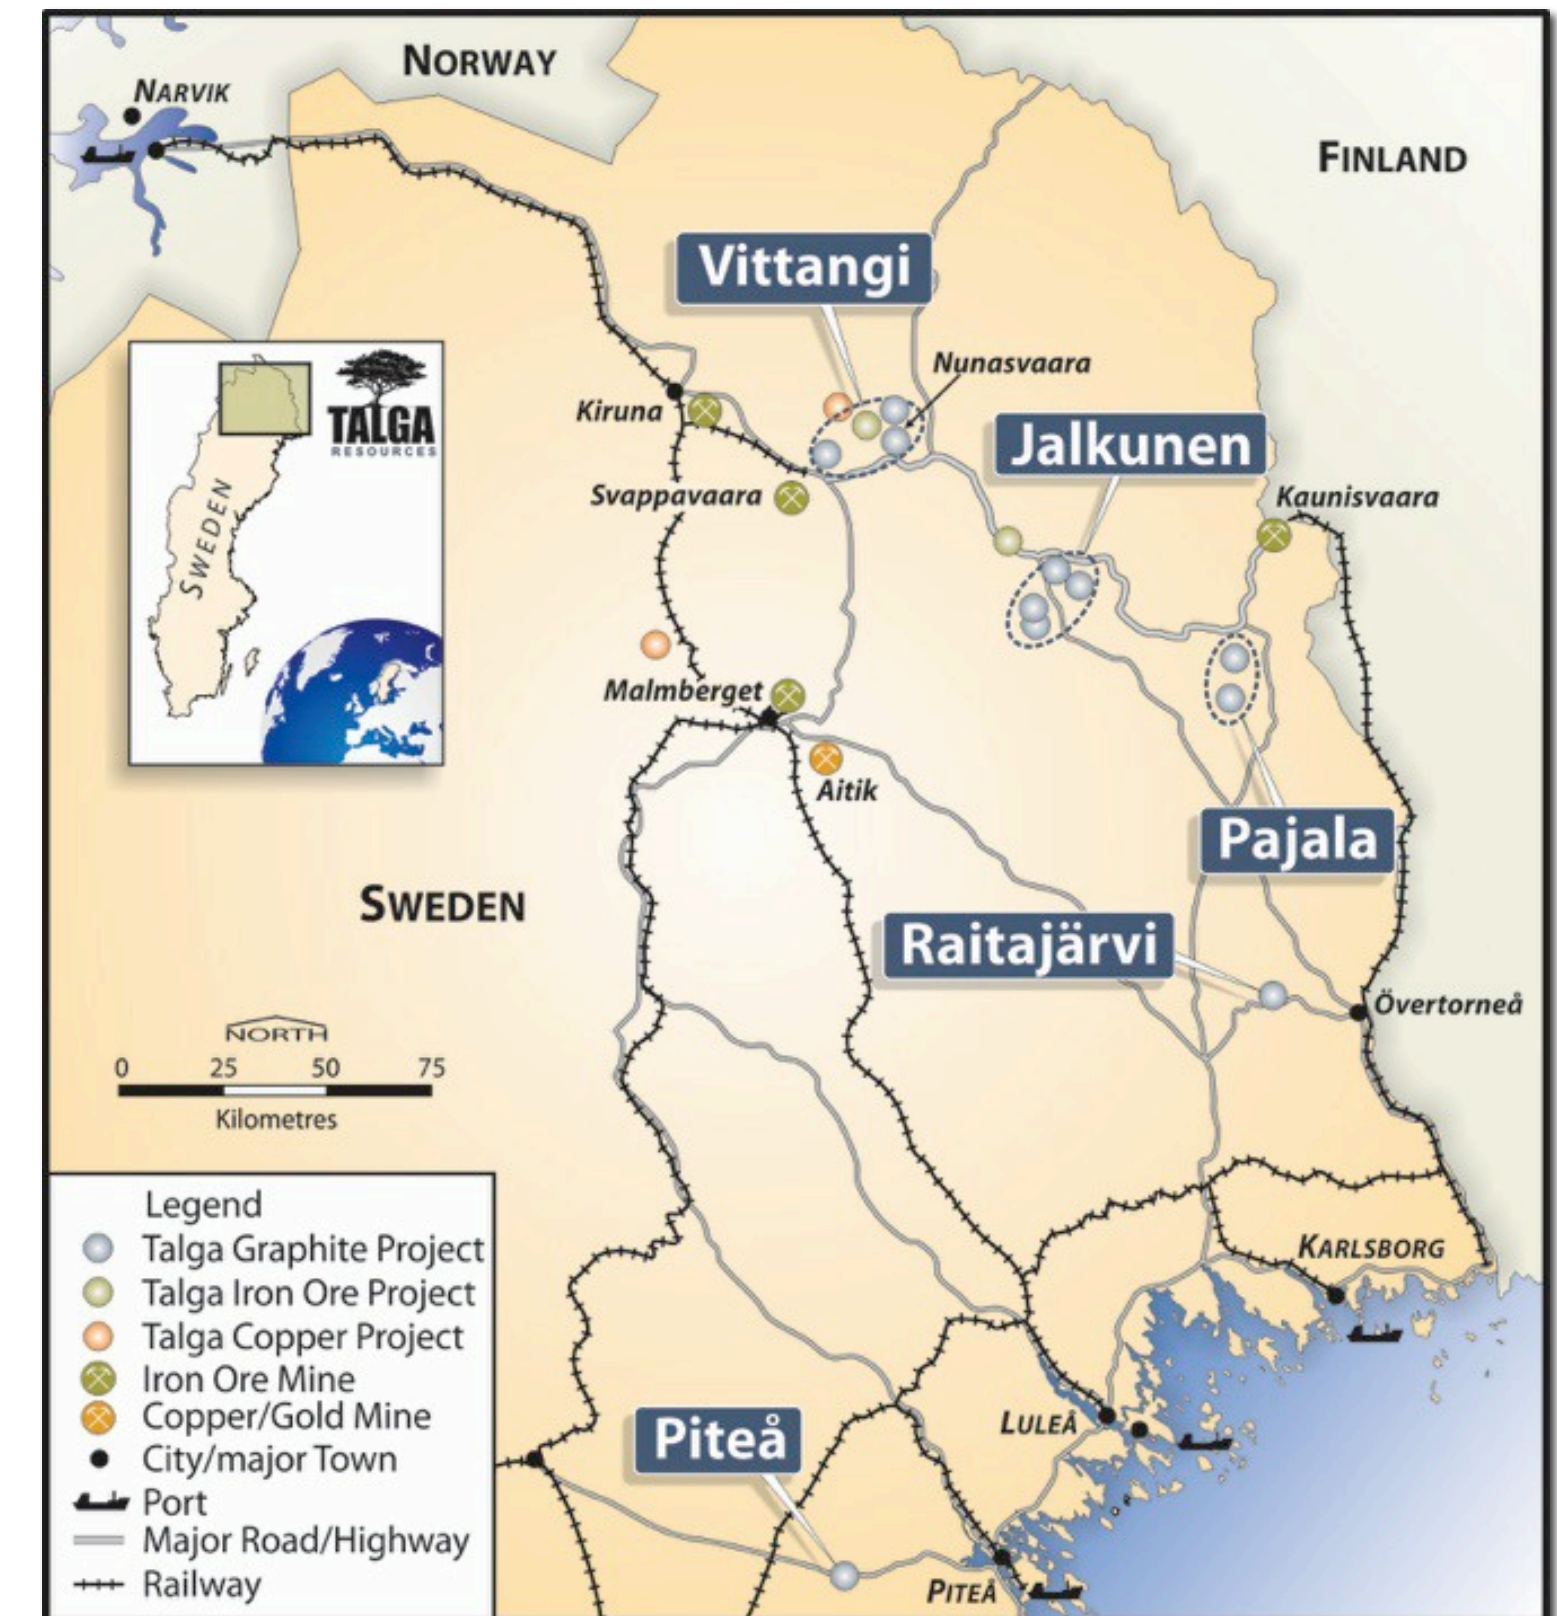 NORWAY
NARVIK
FINLAND
Vittangi
Nunasvaara
Kiruna
Jalkunen
Svappavaara
Kaunisvaara
TALGA
RESOURCES
SWEDEN
Malmberget
Aitik
Pajala
SWEDEN
Raitajärvi
Övertorneå
NORTH
0 25 50 75
Kilometres
Legend
Talga Graphite Project
Talga Iron Ore Project
Talga Copper Project
Iron Ore Mine
Copper/Gold Mine
City/major Town
Port
Major Road/Highway
Railway
KARLSBORG
LULEÅ
Piteå
PITEÅ